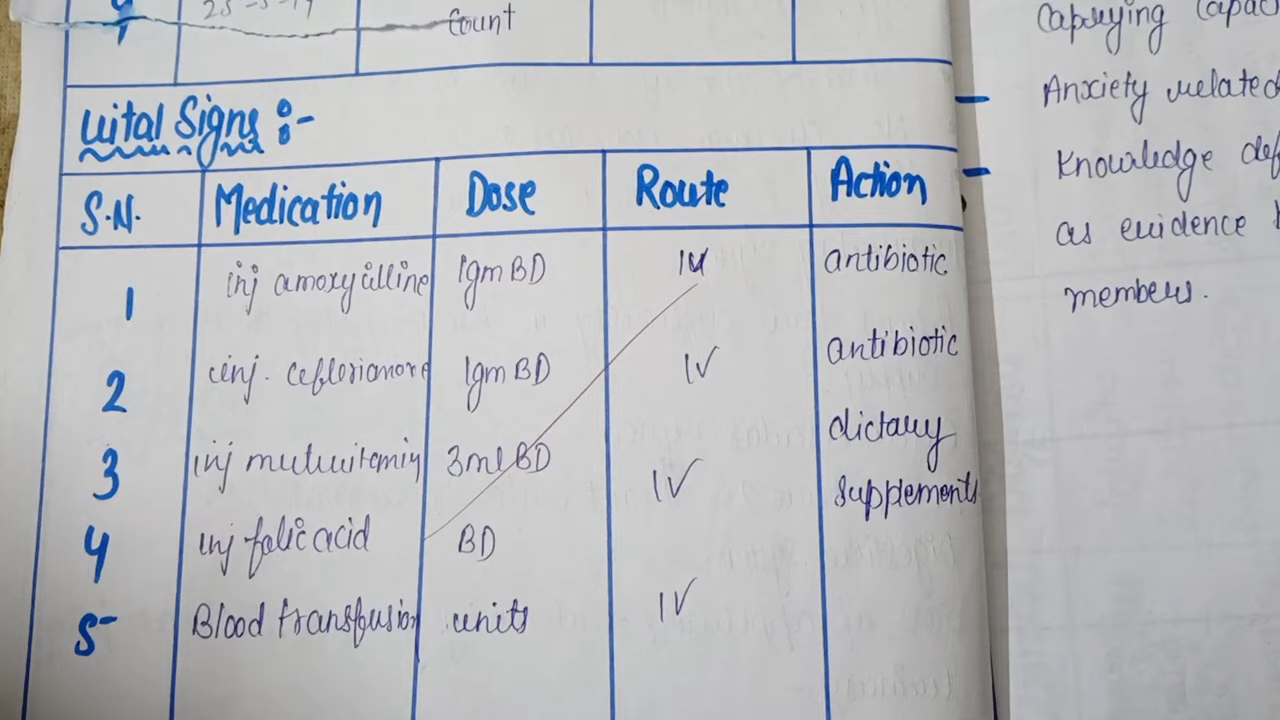 Count
Vital Signs :-
S.N. Medication Dose Route Action
1 inj amoxycilline 1gm BD IV antibiotic
2 inj. 1gm BD IV antibiotic
3 inj mutuvitamin 3ml BD IV dietary
supplements
4 inj folic acid BD
5 Blood transfusion units IV
Anxiety related
Knowledge def
as evidence
members.